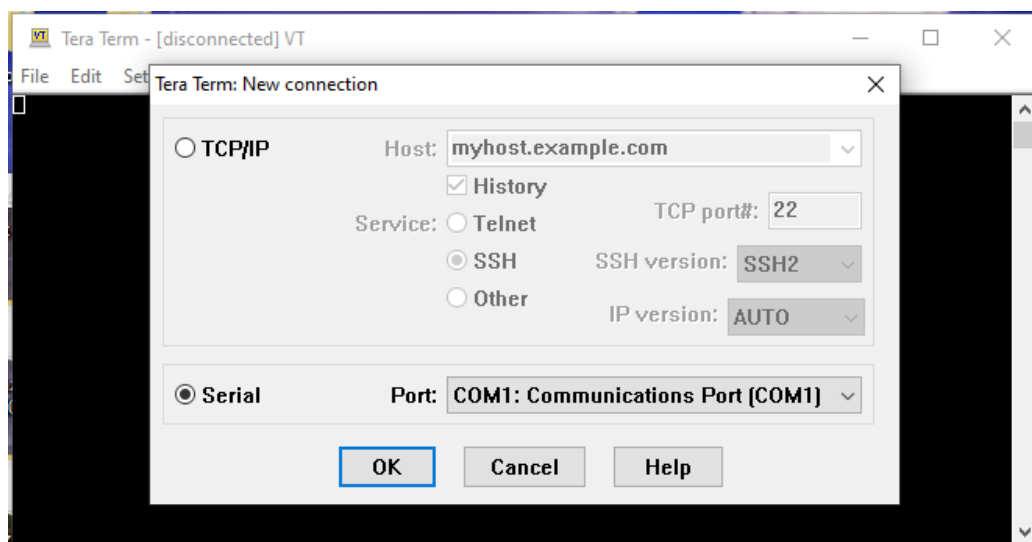 VT Tera Term - [disconnected] VT
File Edit Set
Tera Term: New connection
TCP/IP Host: myhost.example.com
History
Service: Telnet TCP port#: 22
SSH SSH version: SSH2
Other IP version: AUTO
Serial Port: COM1: Communications Port (COM1)
OK Cancel Help